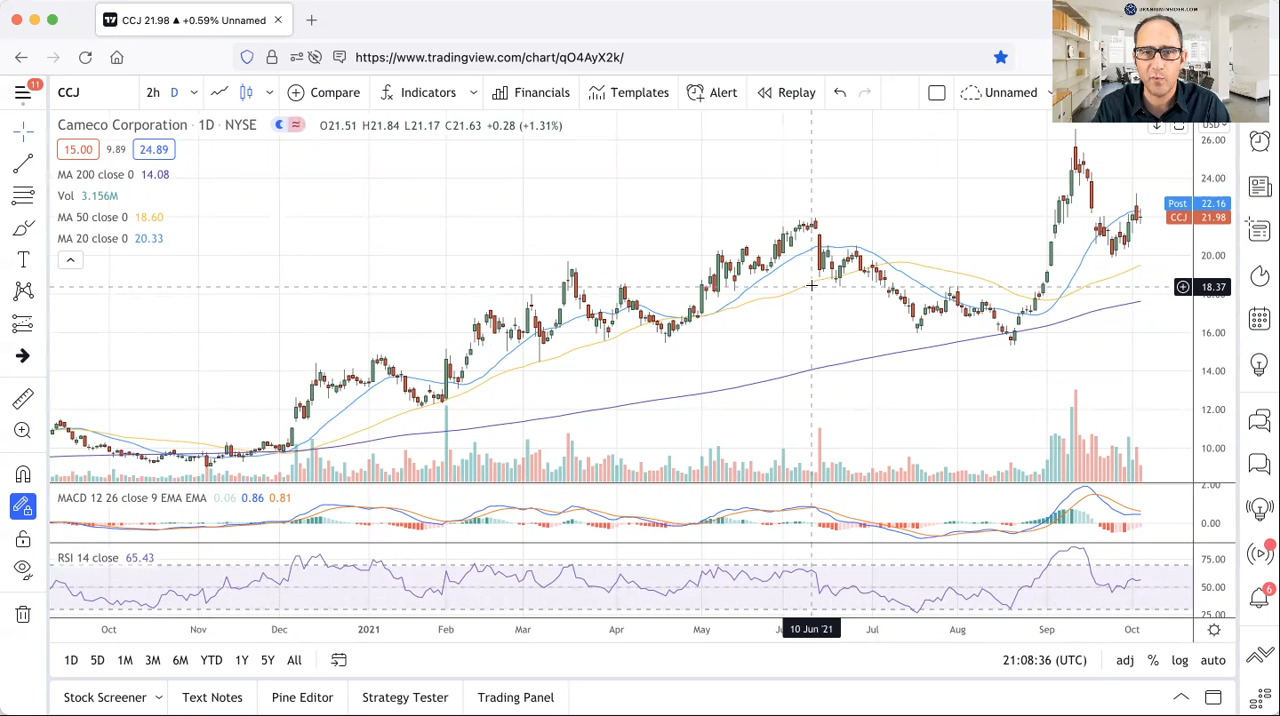 CCJ 21.98 ▲ +0.59% Unnamed
https://www.tradingview.com/chart/qO4AyX2k/
11
CCJ
2h
D
Compare
Indicators
Financials
Templates
Alert
Replay
Unnamed
Cameco Corporation · 1D · NYSE
O21.51 H21.84 L21.17 C21.63 +0.28 (+1.31%)
15.00 9.89 24.89
MA 200 close 0 14.08
Vol 3.156M
MA 50 close 0 18.60
MA 20 close 0 20.33
USD
26.00
24.00
Post 22.16
CCJ 21.98
20.00
18.37
16.00
14.00
12.00
10.00
MACD 12 26 close 9 EMA EMA 0.06 0.86 0.81
2.00
0.00
RSI 14 close 65.43
75.00
50.00
25.00
Oct
Nov
Dec
2021
Feb
Mar
Apr
May
10 Jun '21
Jul
Aug
Sep
Oct
6
1D 5D 1M 3M 6M YTD 1Y 5Y All
21:08:36 (UTC)
adj % log auto
Stock Screener
Text Notes
Pine Editor
Strategy Tester
Trading Panel